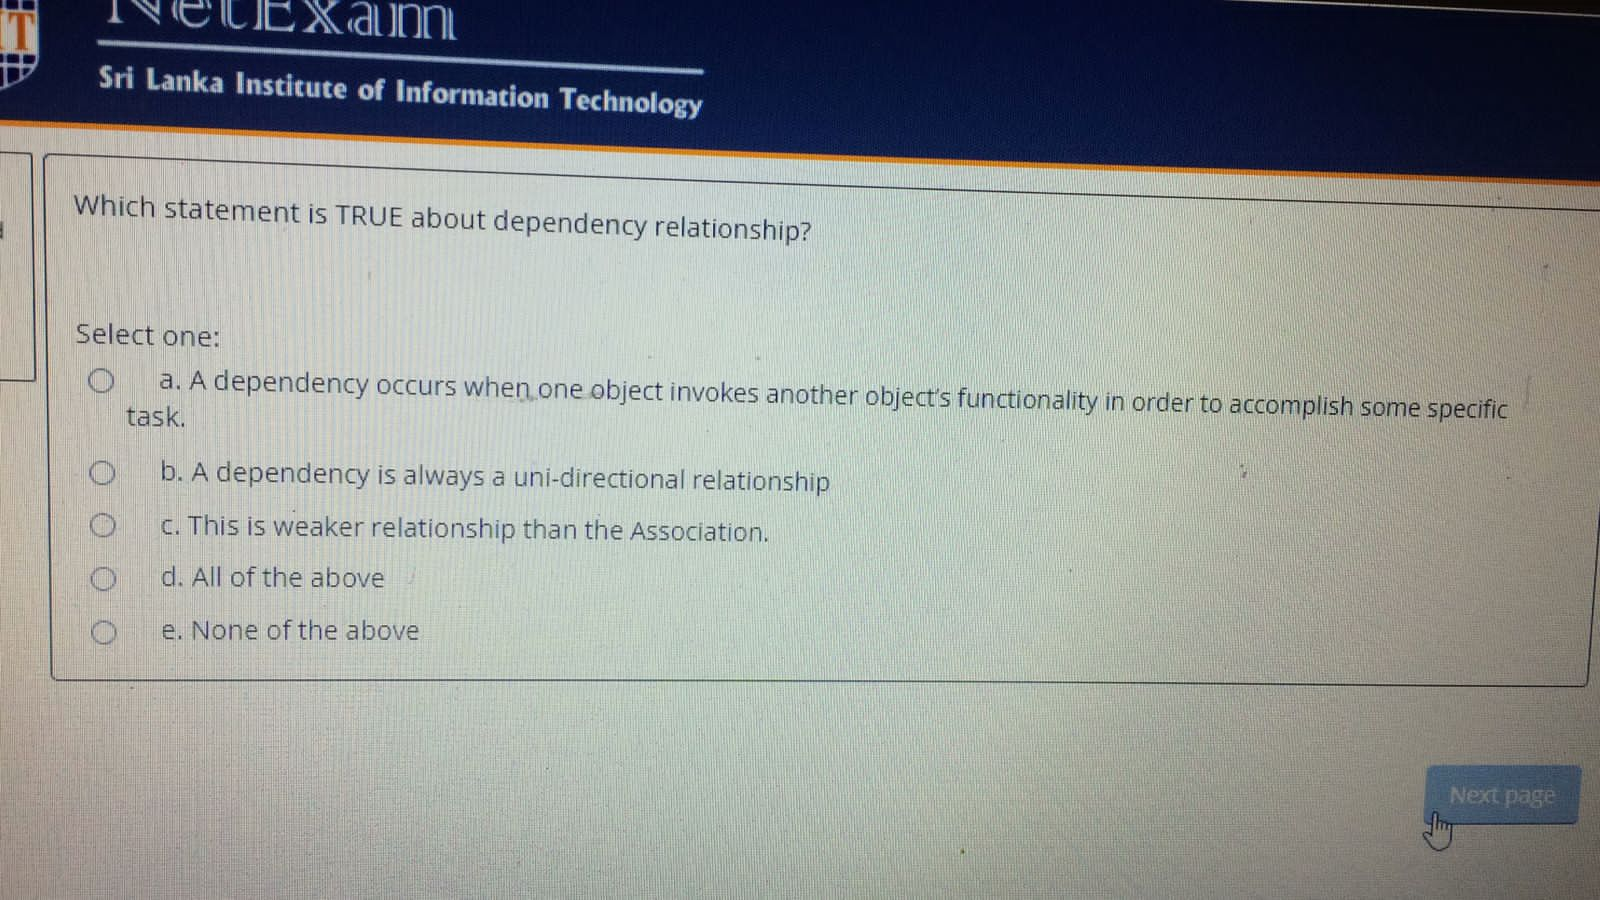 NetExam
Sri Lanka Institute of Information Technology
Which statement is TRUE about dependency relationship?
Select one:
a. A dependency occurs when one object invokes another object's functionality in order to accomplish some specific
task.
b. A dependency is always a uni-directional relationship
c. This is weaker relationship than the Association.
d. All of the above
e. None of the above
Next page